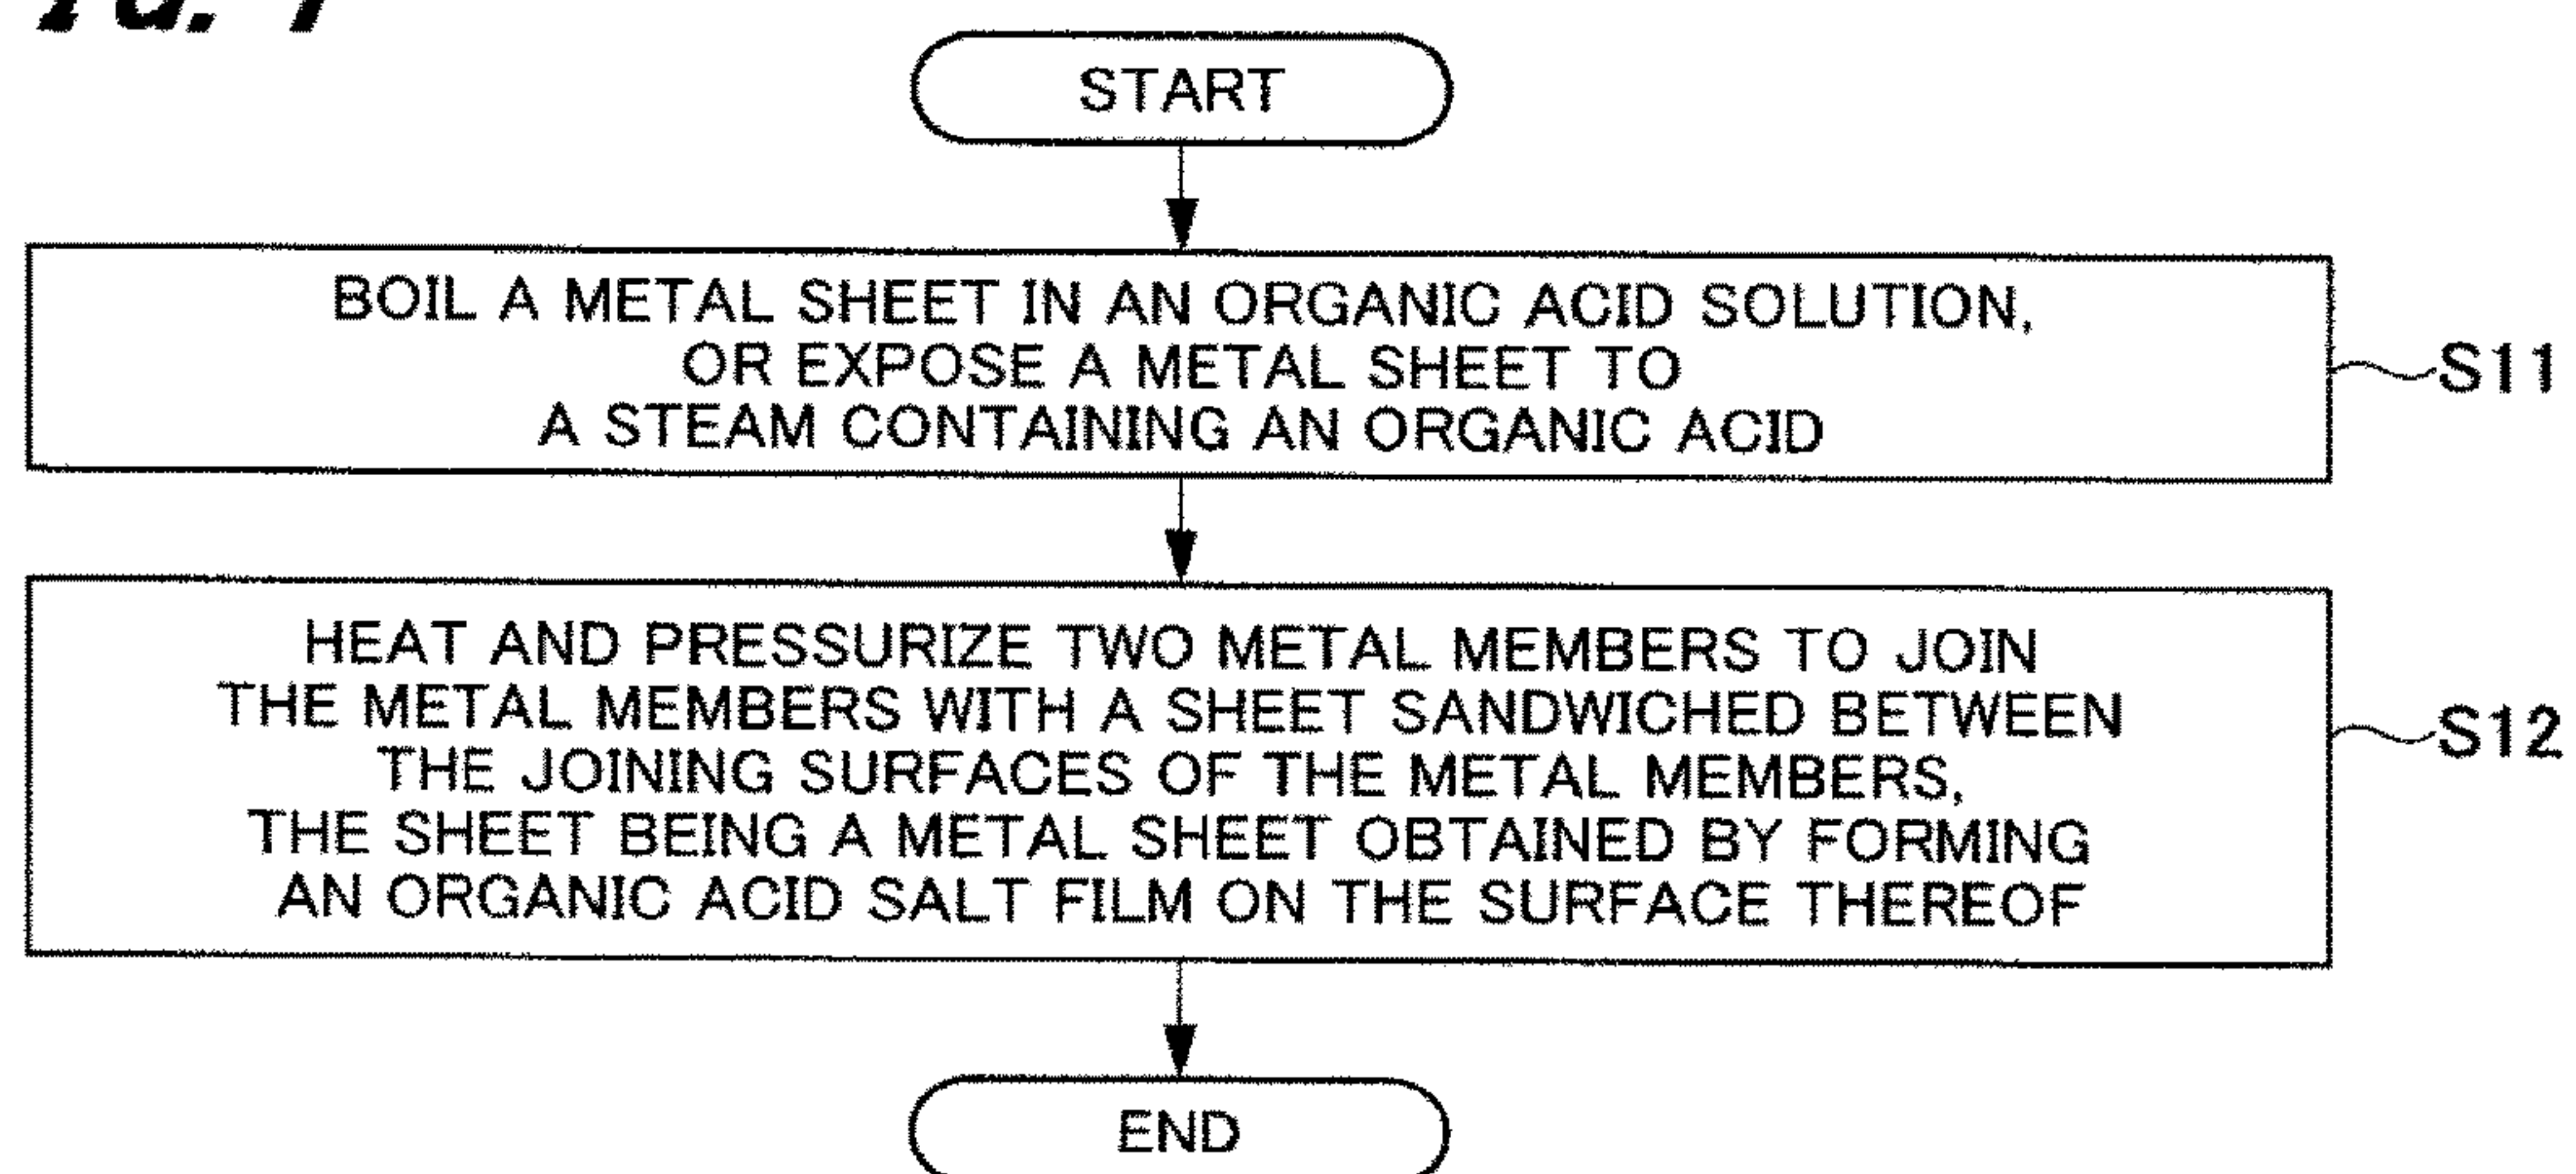 START
BOIL A METAL SHEET IN AN ORGANIC ACID SOLUTION,
OR EXPOSE A METAL SHEET TO
A STEAM CONTAINING AN ORGANIC ACID
S11
HEAT AND PRESSURIZE TWO METAL MEMBERS TO JOIN
THE METAL MEMBERS WITH A SHEET SANDWICHED BETWEEN
THE JOINING SURFACES OF THE METAL MEMBERS,
THE SHEET BEING A METAL SHEET OBTAINED BY FORMING
AN ORGANIC ACID SALT FILM ON THE SURFACE THEREOF
S12
END